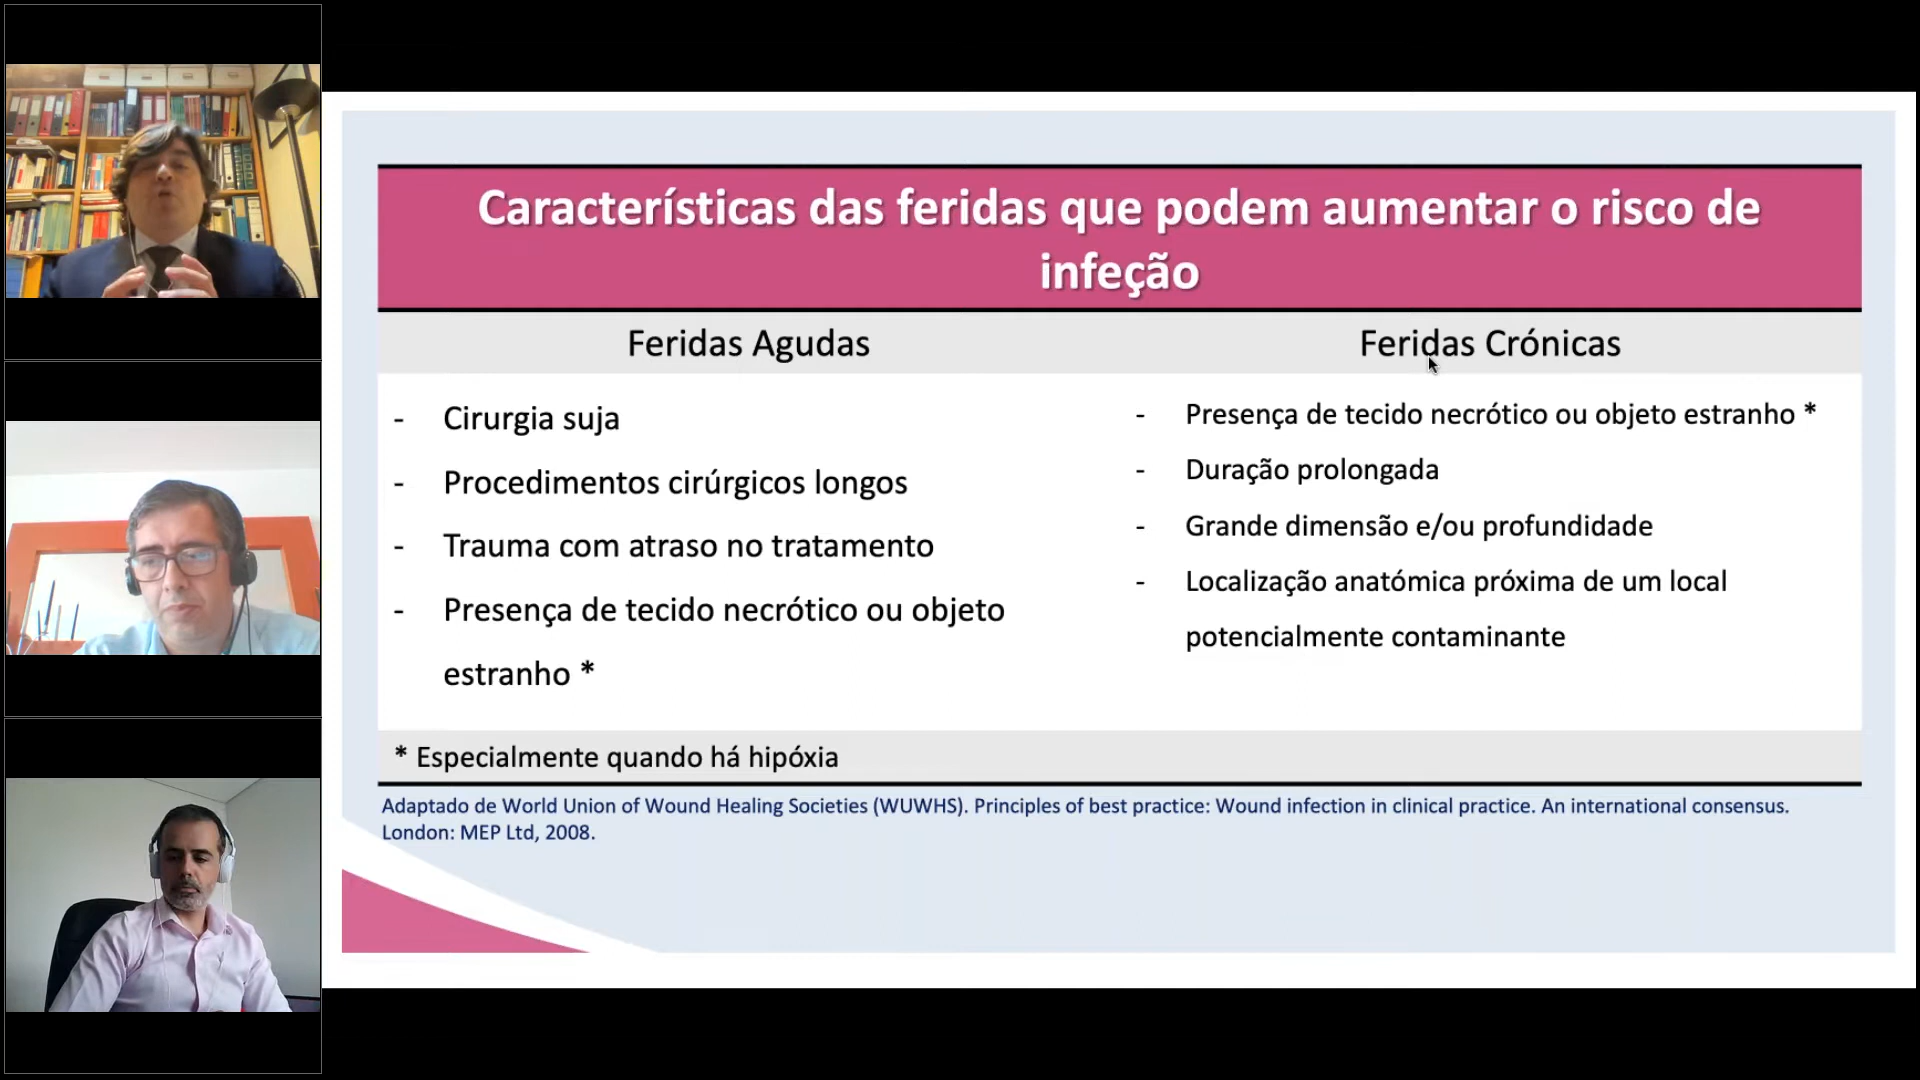 Características das feridas que podem aumentar o risco de
infeção
Feridas Agudas
Feridas Crónicas
- Cirurgia suja
- Procedimentos cirúrgicos longos
- Trauma com atraso no tratamento
- Presença de tecido necrótico ou objeto
estranho *
- Presença de tecido necrótico ou objeto estranho *
- Duração prolongada
- Grande dimensão e/ou profundidade
- Localização anatómica próxima de um local
potencialmente contaminante
* Especialmente quando há hipóxia
Adaptado de World Union of Wound Healing Societies (WUWHS). Principles of best practice: Wound infection in clinical practice. An international consensus.
London: MEP Ltd, 2008.